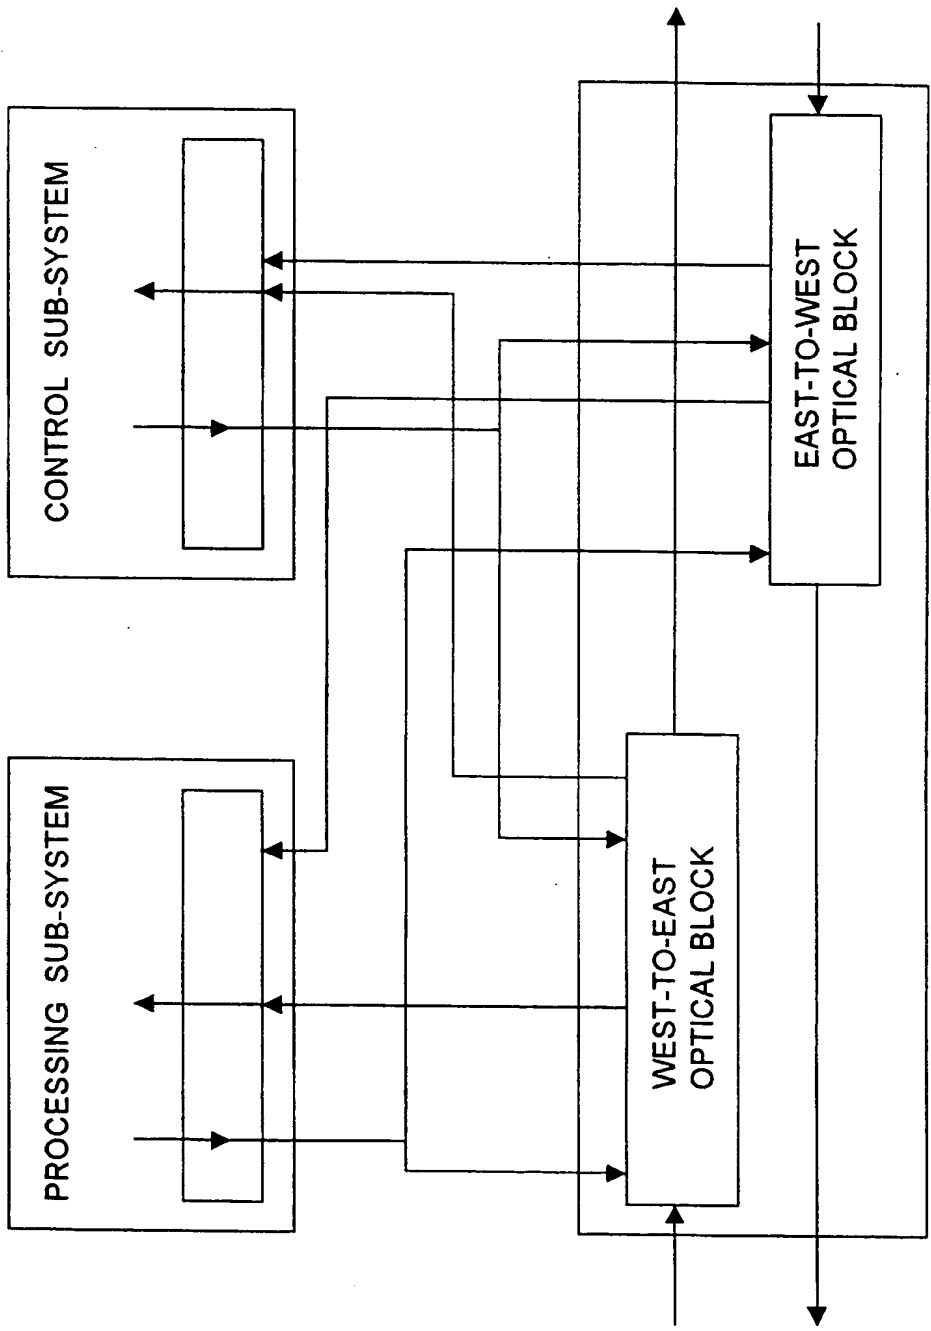 PROCESSING SUB-SYSTEM
CONTROL SUB-SYSTEM
WEST-TO-EAST
OPTICAL BLOCK
EAST-TO-WEST
OPTICAL BLOCK